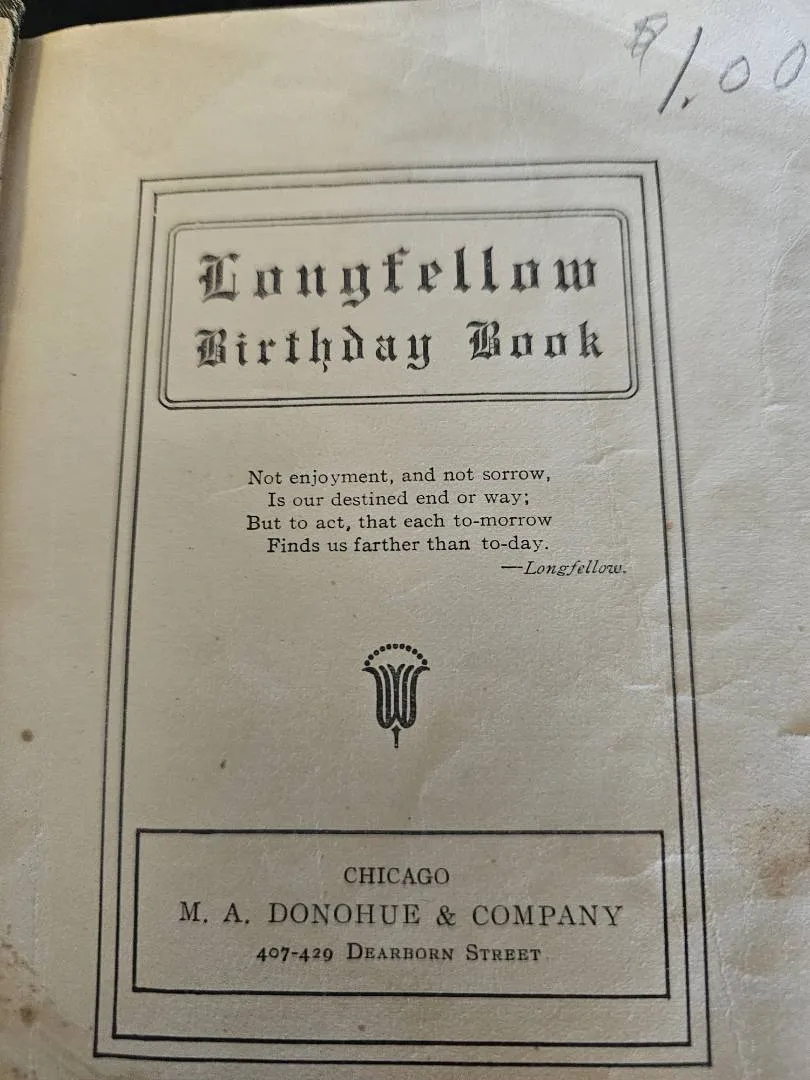 $1.00
Longfellow
Birthday Book
Not enjoyment, and not sorrow,
Is our destined end or way;
But to act, that each to-morrow
Finds us farther than to-day.
—Longfellow.
CHICAGO
M. A. DONOHUE & COMPANY
407-429 DEARBORN STREET